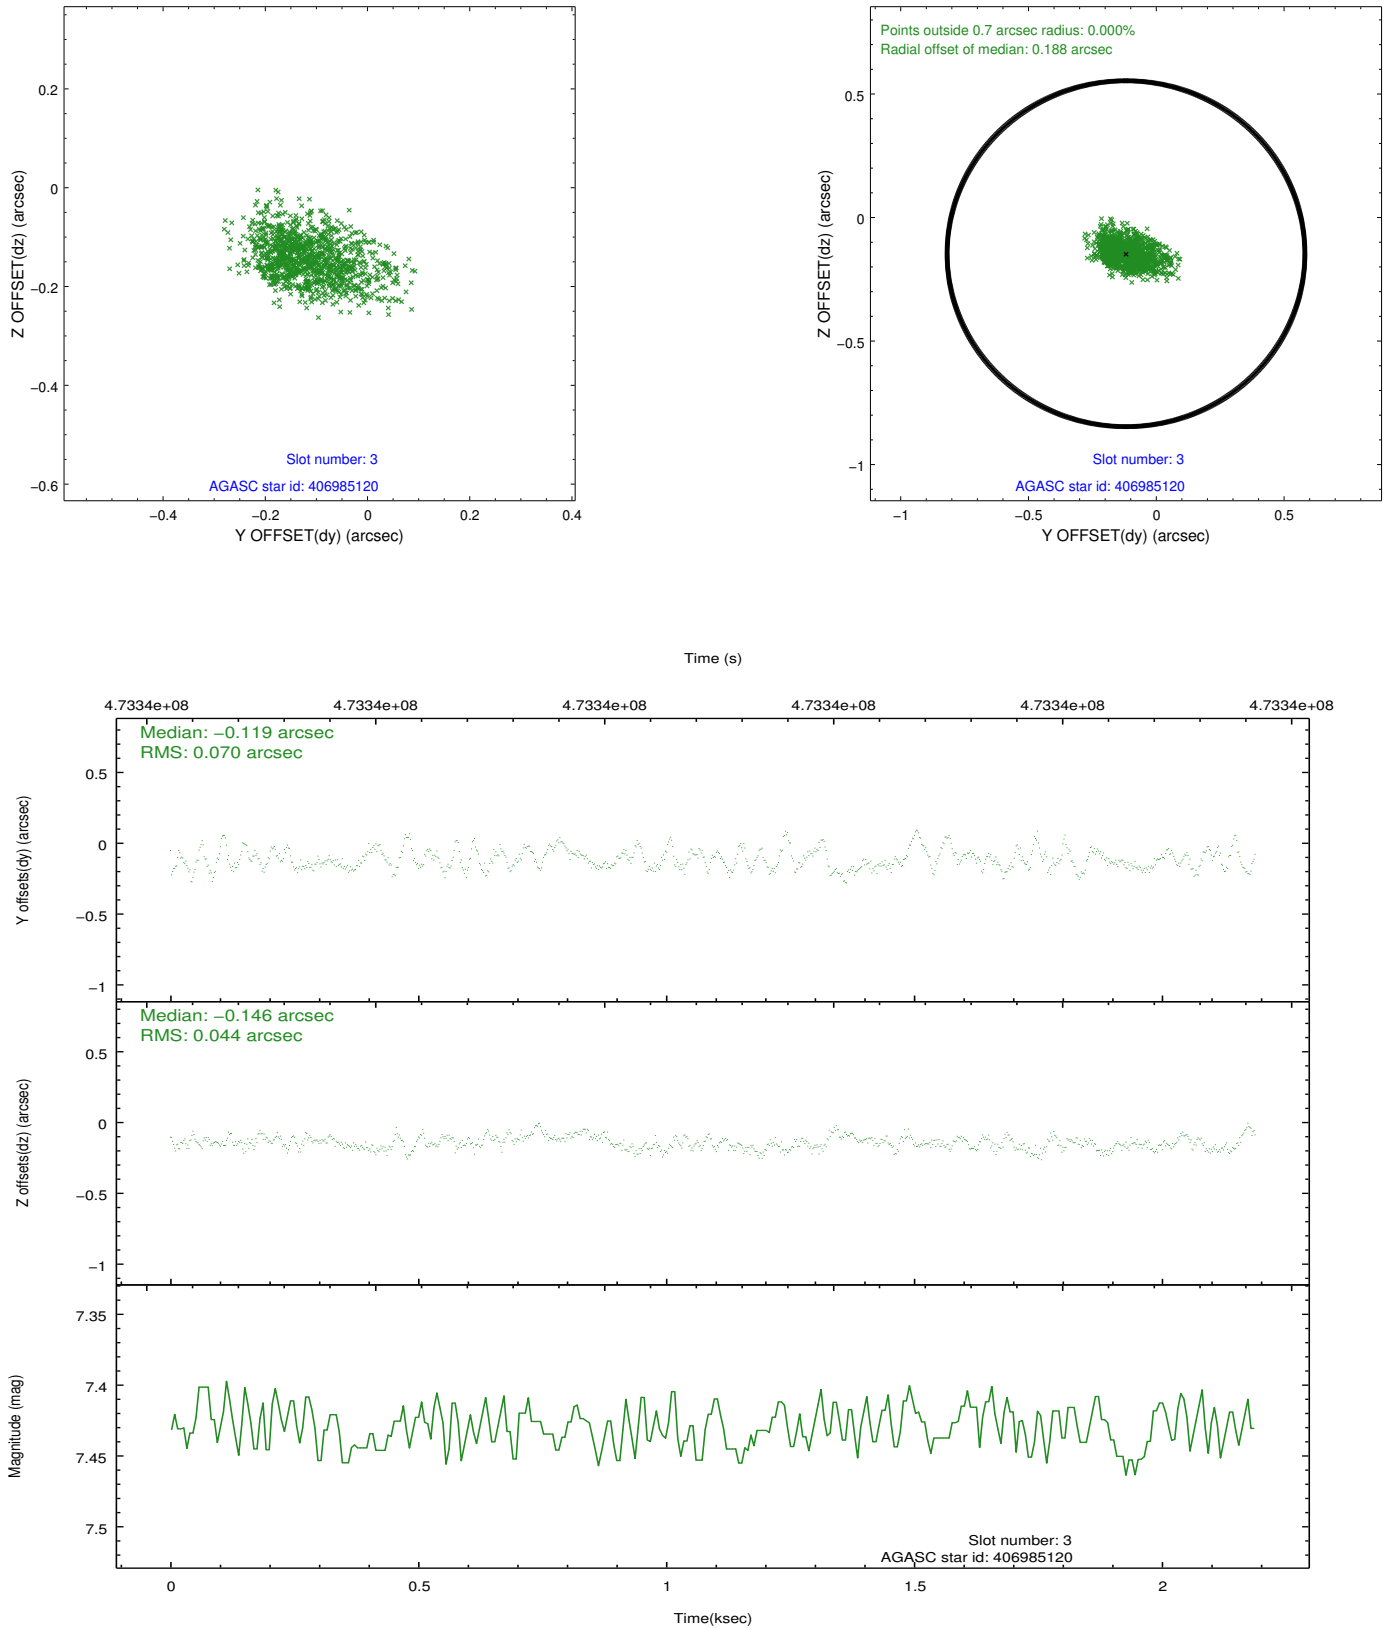 0.2
0
−0.2
−0.4
−0.6
Z OFFSET(dz) (arcsec)
Slot number: 3
AGASC star id: 406985120
−0.4 −0.2 0 0.2 0.4
Y OFFSET(dy) (arcsec)
Points outside 0.7 arcsec radius: 0.000%
Radial offset of median: 0.188 arcsec
0.5
0
−0.5
−1
Z OFFSET(dz) (arcsec)
Slot number: 3
AGASC star id: 406985120
−1 −0.5 0 0.5
Y OFFSET(dy) (arcsec)
Time (s)
4.7334e+08 4.7334e+08 4.7334e+08 4.7334e+08 4.7334e+08 4.7334e+08
Median: −0.119 arcsec
RMS: 0.070 arcsec
0.5
0
−0.5
−1
Y offsets(dy) (arcsec)
Median: −0.146 arcsec
RMS: 0.044 arcsec
0.5
0
−0.5
−1
Z offsets(dz) (arcsec)
7.35
7.4
7.45
7.5
Magnitude (mag)
Slot number: 3
AGASC star id: 406985120
0 0.5 1 1.5 2
Time(ksec)